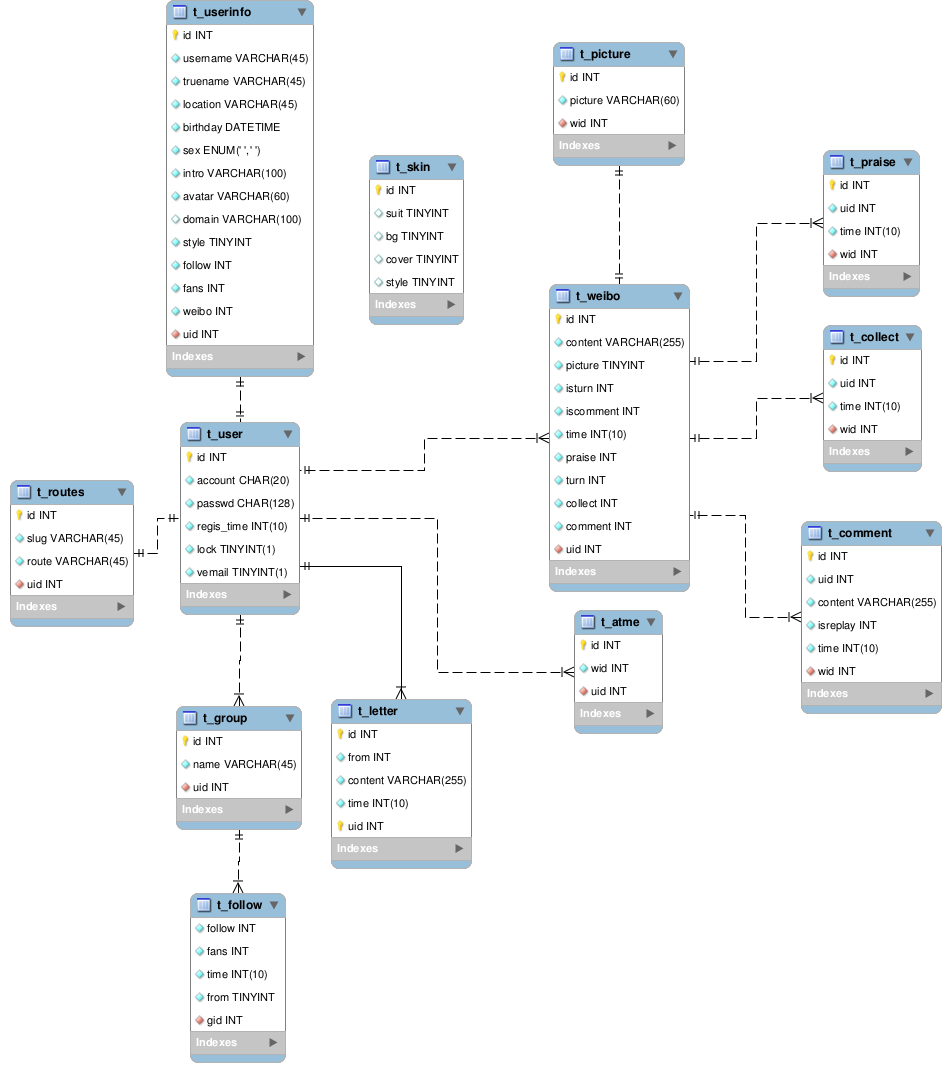 t_userinfo
id INT
username VARCHAR(45)
truename VARCHAR(45)
location VARCHAR(45)
birthday DATETIME
sex ENUM(' ',' ')
intro VARCHAR(100)
avatar VARCHAR(60)
domain VARCHAR(100)
style TINYINT
follow INT
fans INT
weibo INT
uid INT
Indexes
t_skin
id INT
suit TINYINT
bg TINYINT
cover TINYINT
style TINYINT
Indexes
t_picture
id INT
picture VARCHAR(60)
wid INT
Indexes
t_praise
id INT
uid INT
time INT(10)
wid INT
Indexes
t_weibo
id INT
content VARCHAR(255)
picture TINYINT
isturn INT
iscomment INT
time INT(10)
praise INT
turn INT
collect INT
comment INT
uid INT
Indexes
t_collect
id INT
uid INT
time INT(10)
wid INT
Indexes
t_user
id INT
account CHAR(20)
passwd CHAR(128)
regis_time INT(10)
lock TINYINT(1)
vemail TINYINT(1)
Indexes
t_routes
id INT
slug VARCHAR(45)
route VARCHAR(45)
uid INT
Indexes
t_comment
id INT
uid INT
content VARCHAR(255)
isreplay INT
time INT(10)
wid INT
Indexes
t_atme
id INT
wid INT
uid INT
Indexes
t_group
id INT
name VARCHAR(45)
uid INT
Indexes
t_letter
id INT
from INT
content VARCHAR(255)
time INT(10)
uid INT
Indexes
t_follow
follow INT
fans INT
time INT(10)
from TINYINT
gid INT
Indexes